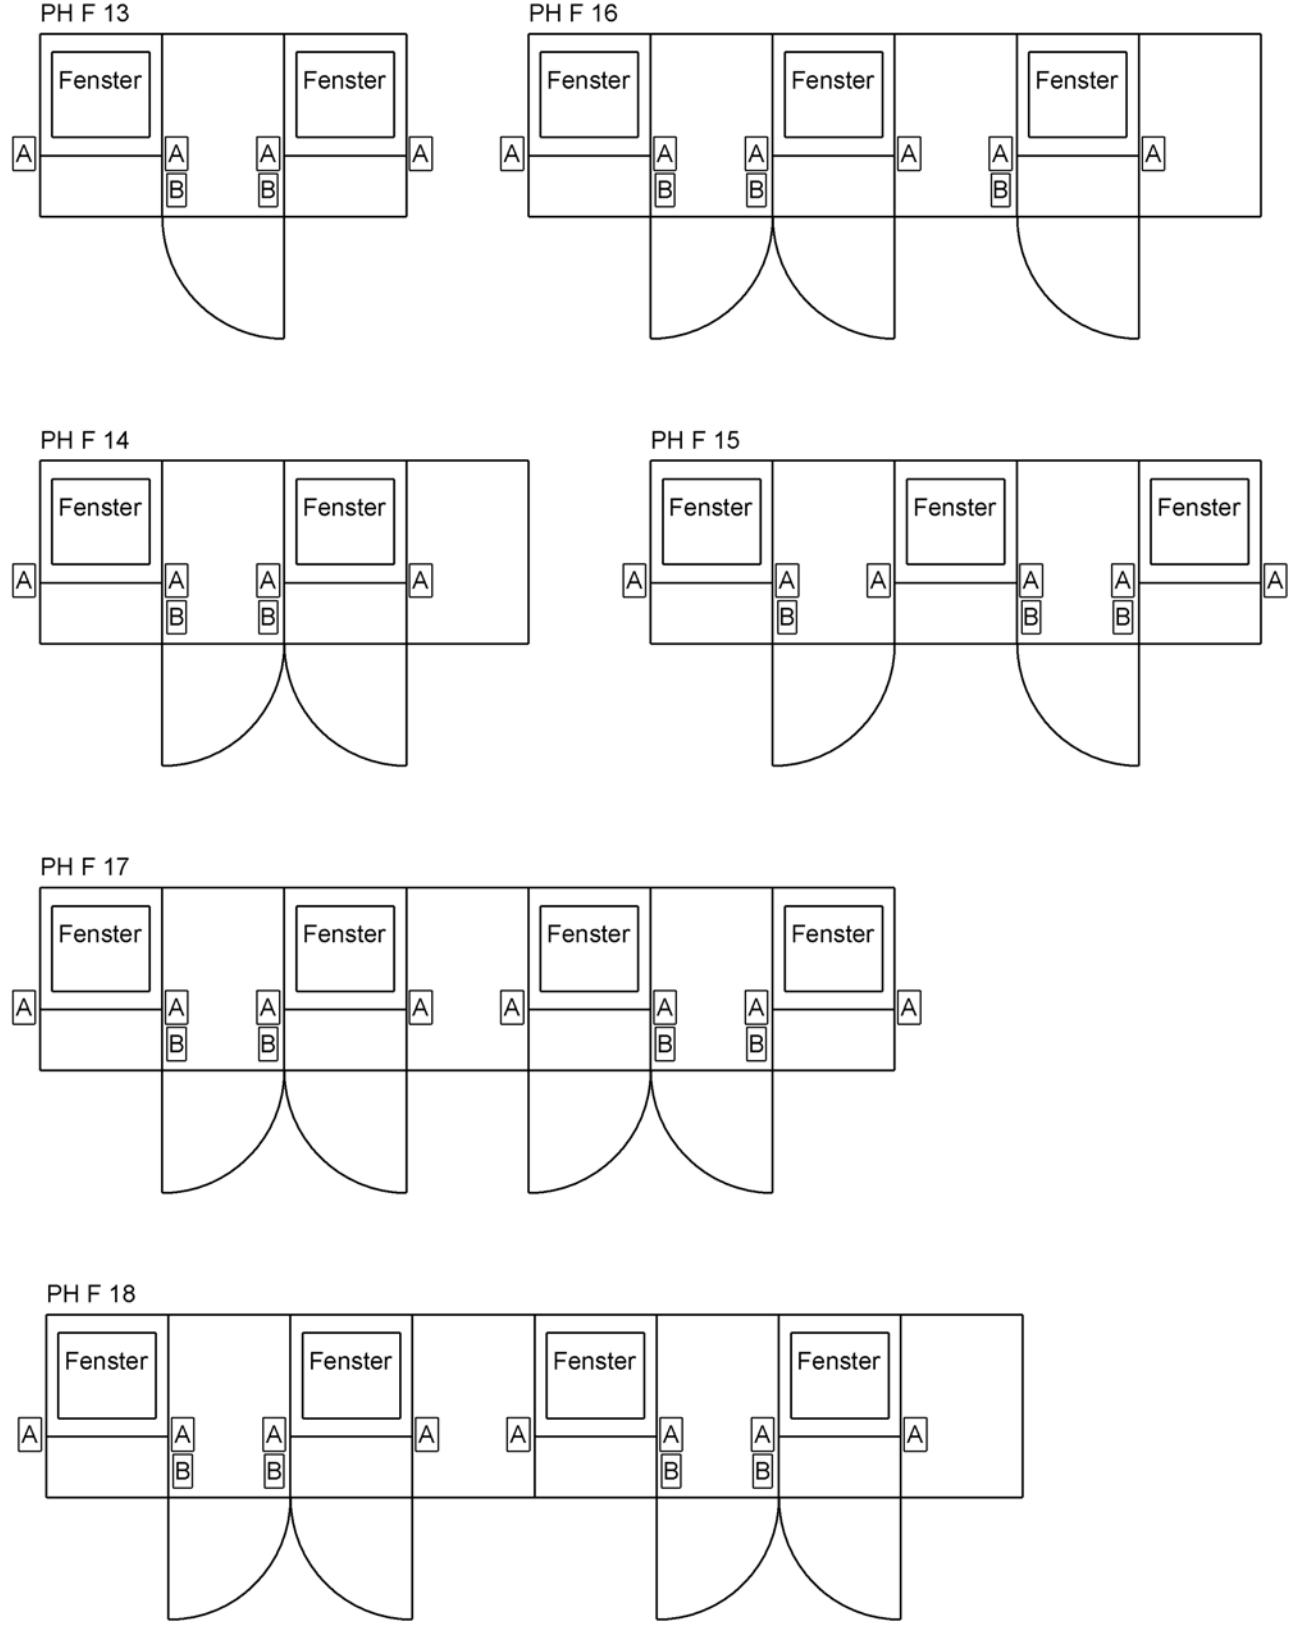 PH F 13
Fenster Fenster
A A A A
B B
PH F 16
Fenster Fenster Fenster
A A A A A A
B B B
PH F 14
Fenster Fenster
A A A A
B B
PH F 15
Fenster Fenster Fenster
A A A A A A
B B B
PH F 17
Fenster Fenster Fenster Fenster
A A A A A A A A
B B B B
PH F 18
Fenster Fenster Fenster Fenster
A A A A A A A A
B B B B